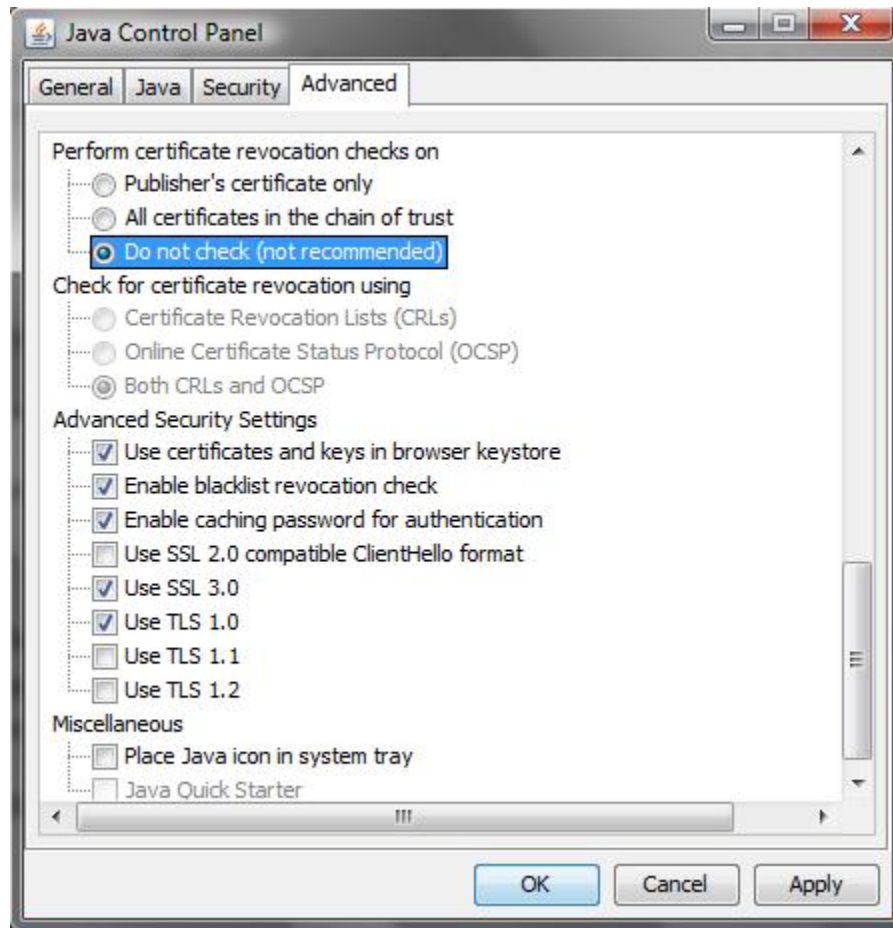 Java Control Panel
General Java Security Advanced
Perform certificate revocation checks on
Publisher's certificate only
All certificates in the chain of trust
Do not check (not recommended)
Check for certificate revocation using
Certificate Revocation Lists (CRLs)
Online Certificate Status Protocol (OCSP)
Both CRLs and OCSP
Advanced Security Settings
Use certificates and keys in browser keystore
Enable blacklist revocation check
Enable caching password for authentication
Use SSL 2.0 compatible ClientHello format
Use SSL 3.0
Use TLS 1.0
Use TLS 1.1
Use TLS 1.2
Miscellaneous
Place Java icon in system tray
Java Quick Starter
OK Cancel Apply